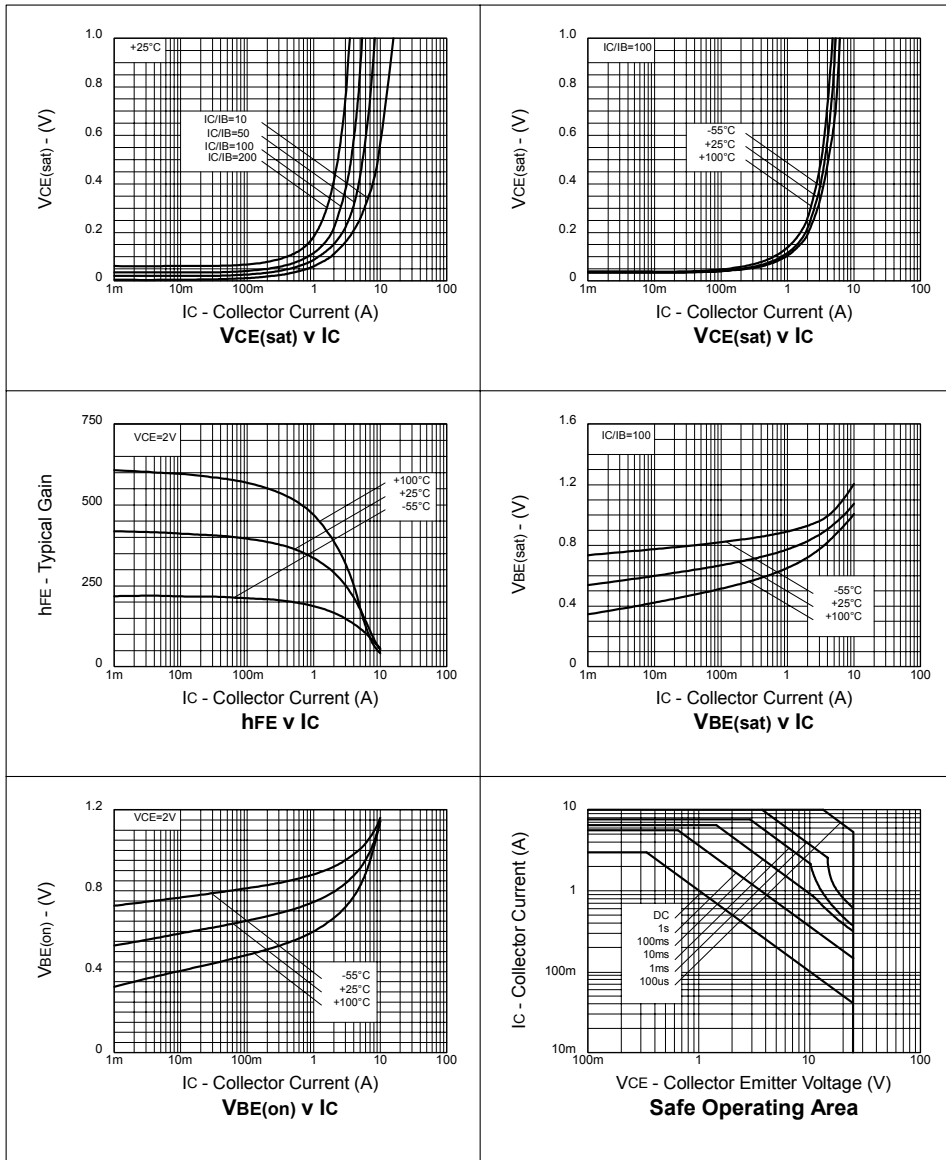 1.0
+25°C
0.8
IC/IB=10
0.6
IC/IB=50
IC/IB=100
IC/IB=200
0.4
0.2
0
VCE(sat) - (V)
1m 10m 100m 1 10 100
IC - Collector Current (A)
VCE(sat) v IC
1.0
IC/IB=100
0.8
0.6
-55°C
+25°C
+100°C
0.4
0.2
0
VCE(sat) - (V)
1m 10m 100m 1 10 100
IC - Collector Current (A)
VCE(sat) v IC
750
VCE=2V
+100°C
+25°C
-55°C
500
250
0
hFE - Typical Gain
1m 10m 100m 1 10 100
IC - Collector Current (A)
hFE v IC
1.6
IC/IB=100
1.2
0.8
-55°C
+25°C
+100°C
0.4
0
VBE(sat) - (V)
1m 10m 100m 1 10 100
IC - Collector Current (A)
VBE(sat) v IC
1.2
VCE=2V
0.8
0.4
-55°C
+25°C
+100°C
0
VBE(on) - (V)
1m 10m 100m 1 10 100
IC - Collector Current (A)
VBE(on) v IC
10
1
DC
1s
100ms
10ms
1ms
100us
100m
10m
IC - Collector Current (A)
100m 1 10 100
VCE - Collector Emitter Voltage (V)
Safe Operating Area